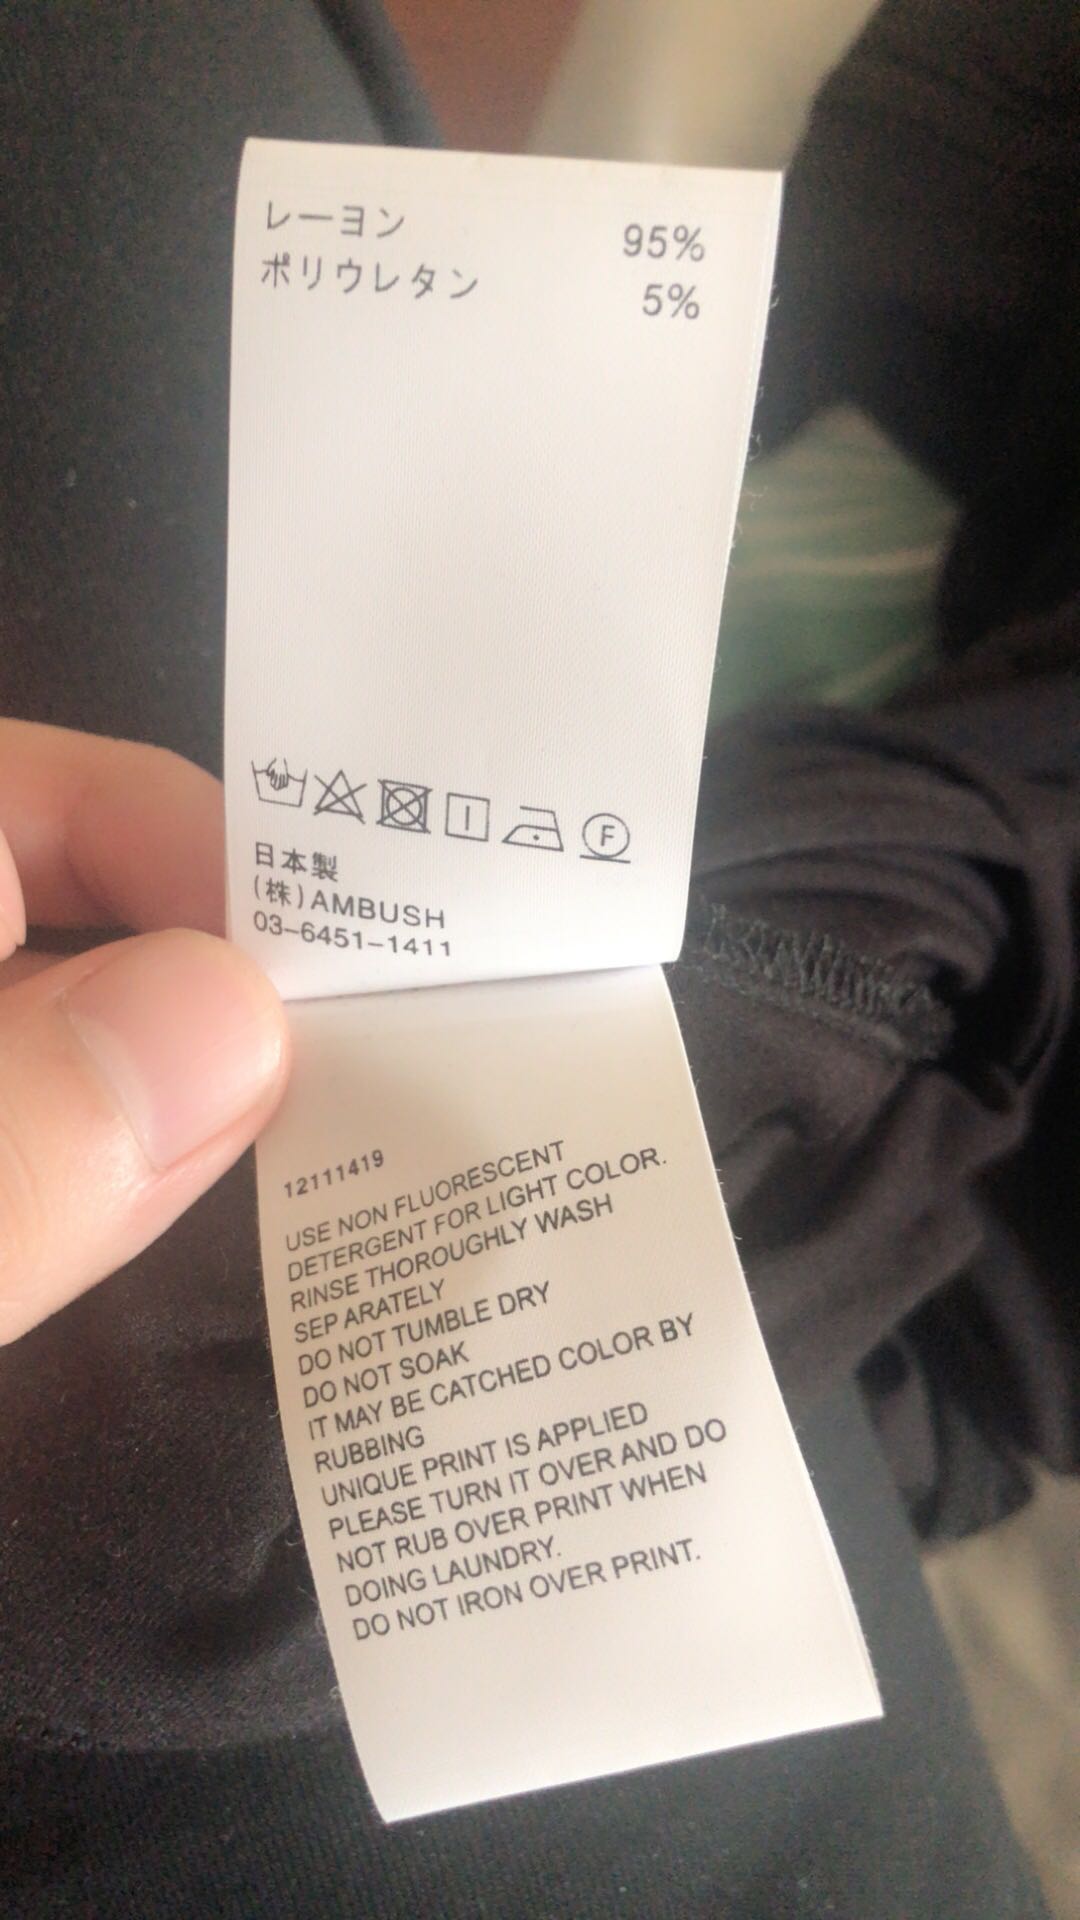 レーヨン 95%
ポリウレタン 5%
F
日本製
(株)AMBUSH
03-6451-1411
12111419
USE NON FLUORESCENT
DETERGENT FOR LIGHT COLOR.
RINSE THOROUGHLY WASH
SEP ARATELY
DO NOT TUMBLE DRY
DO NOT SOAK
IT MAY BE CATCHED COLOR BY
RUBBING
UNIQUE PRINT IS APPLIED
PLEASE TURN IT OVER AND DO
NOT RUB OVER PRINT WHEN
DOING LAUNDRY.
DO NOT IRON OVER PRINT.